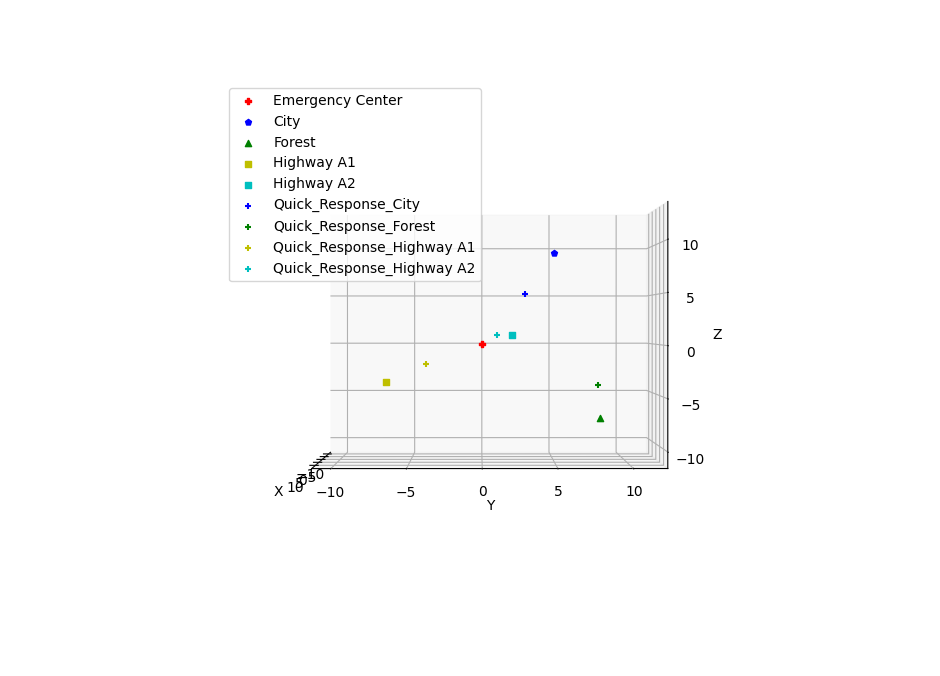 Emergency Center
City
Forest
Highway A1
Highway A2
Quick_Response_City
Quick_Response_Forest
Quick_Response_Highway A1
Quick_Response_Highway A2
10
5
0
−5
−10
Z
X
−10
−5
0
5
10
Y